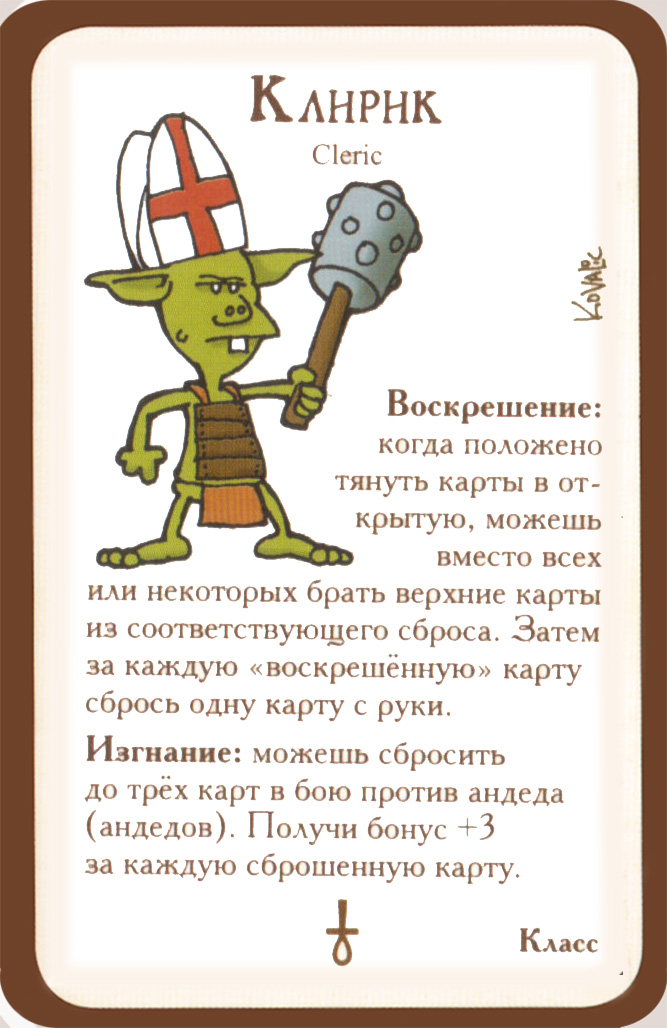 Клирик
Cleric
KOVALIC
Воскрешение:
когда положено
тянуть карты в от-
крытую, можешь
вместо всех
или некоторых брать верхние карты
из соответствующего сброса. Затем
за каждую «воскрешённую» карту
сбрось одну карту с руки.
Изгнание: можешь сбросить
до трёх карт в бою против андеда
(андедов). Получи бонус +3
за каждую сброшенную карту.
Класс